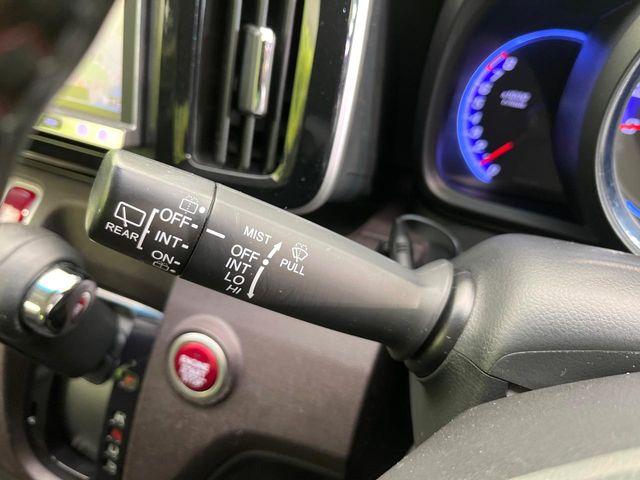 OFF
INT
ON
REAR
MIST
OFF
INT
LO
HI
PULL